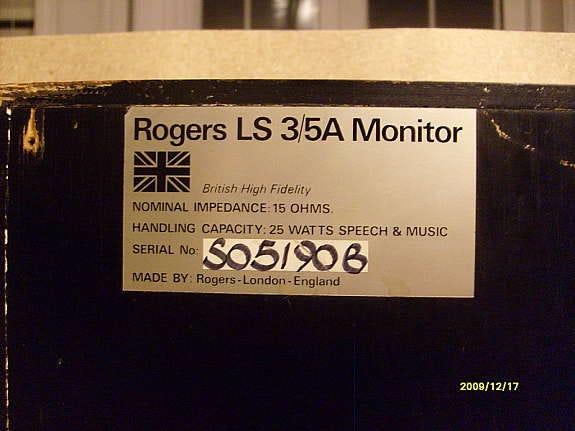 Rogers LS 3/5A Monitor
British High Fidelity
NOMINAL IMPEDANCE: 15 OHMS.
HANDLING CAPACITY: 25 WATTS SPEECH & MUSIC
SERIAL No: SO5190B
MADE BY: Rogers-London-England
2009/12/17